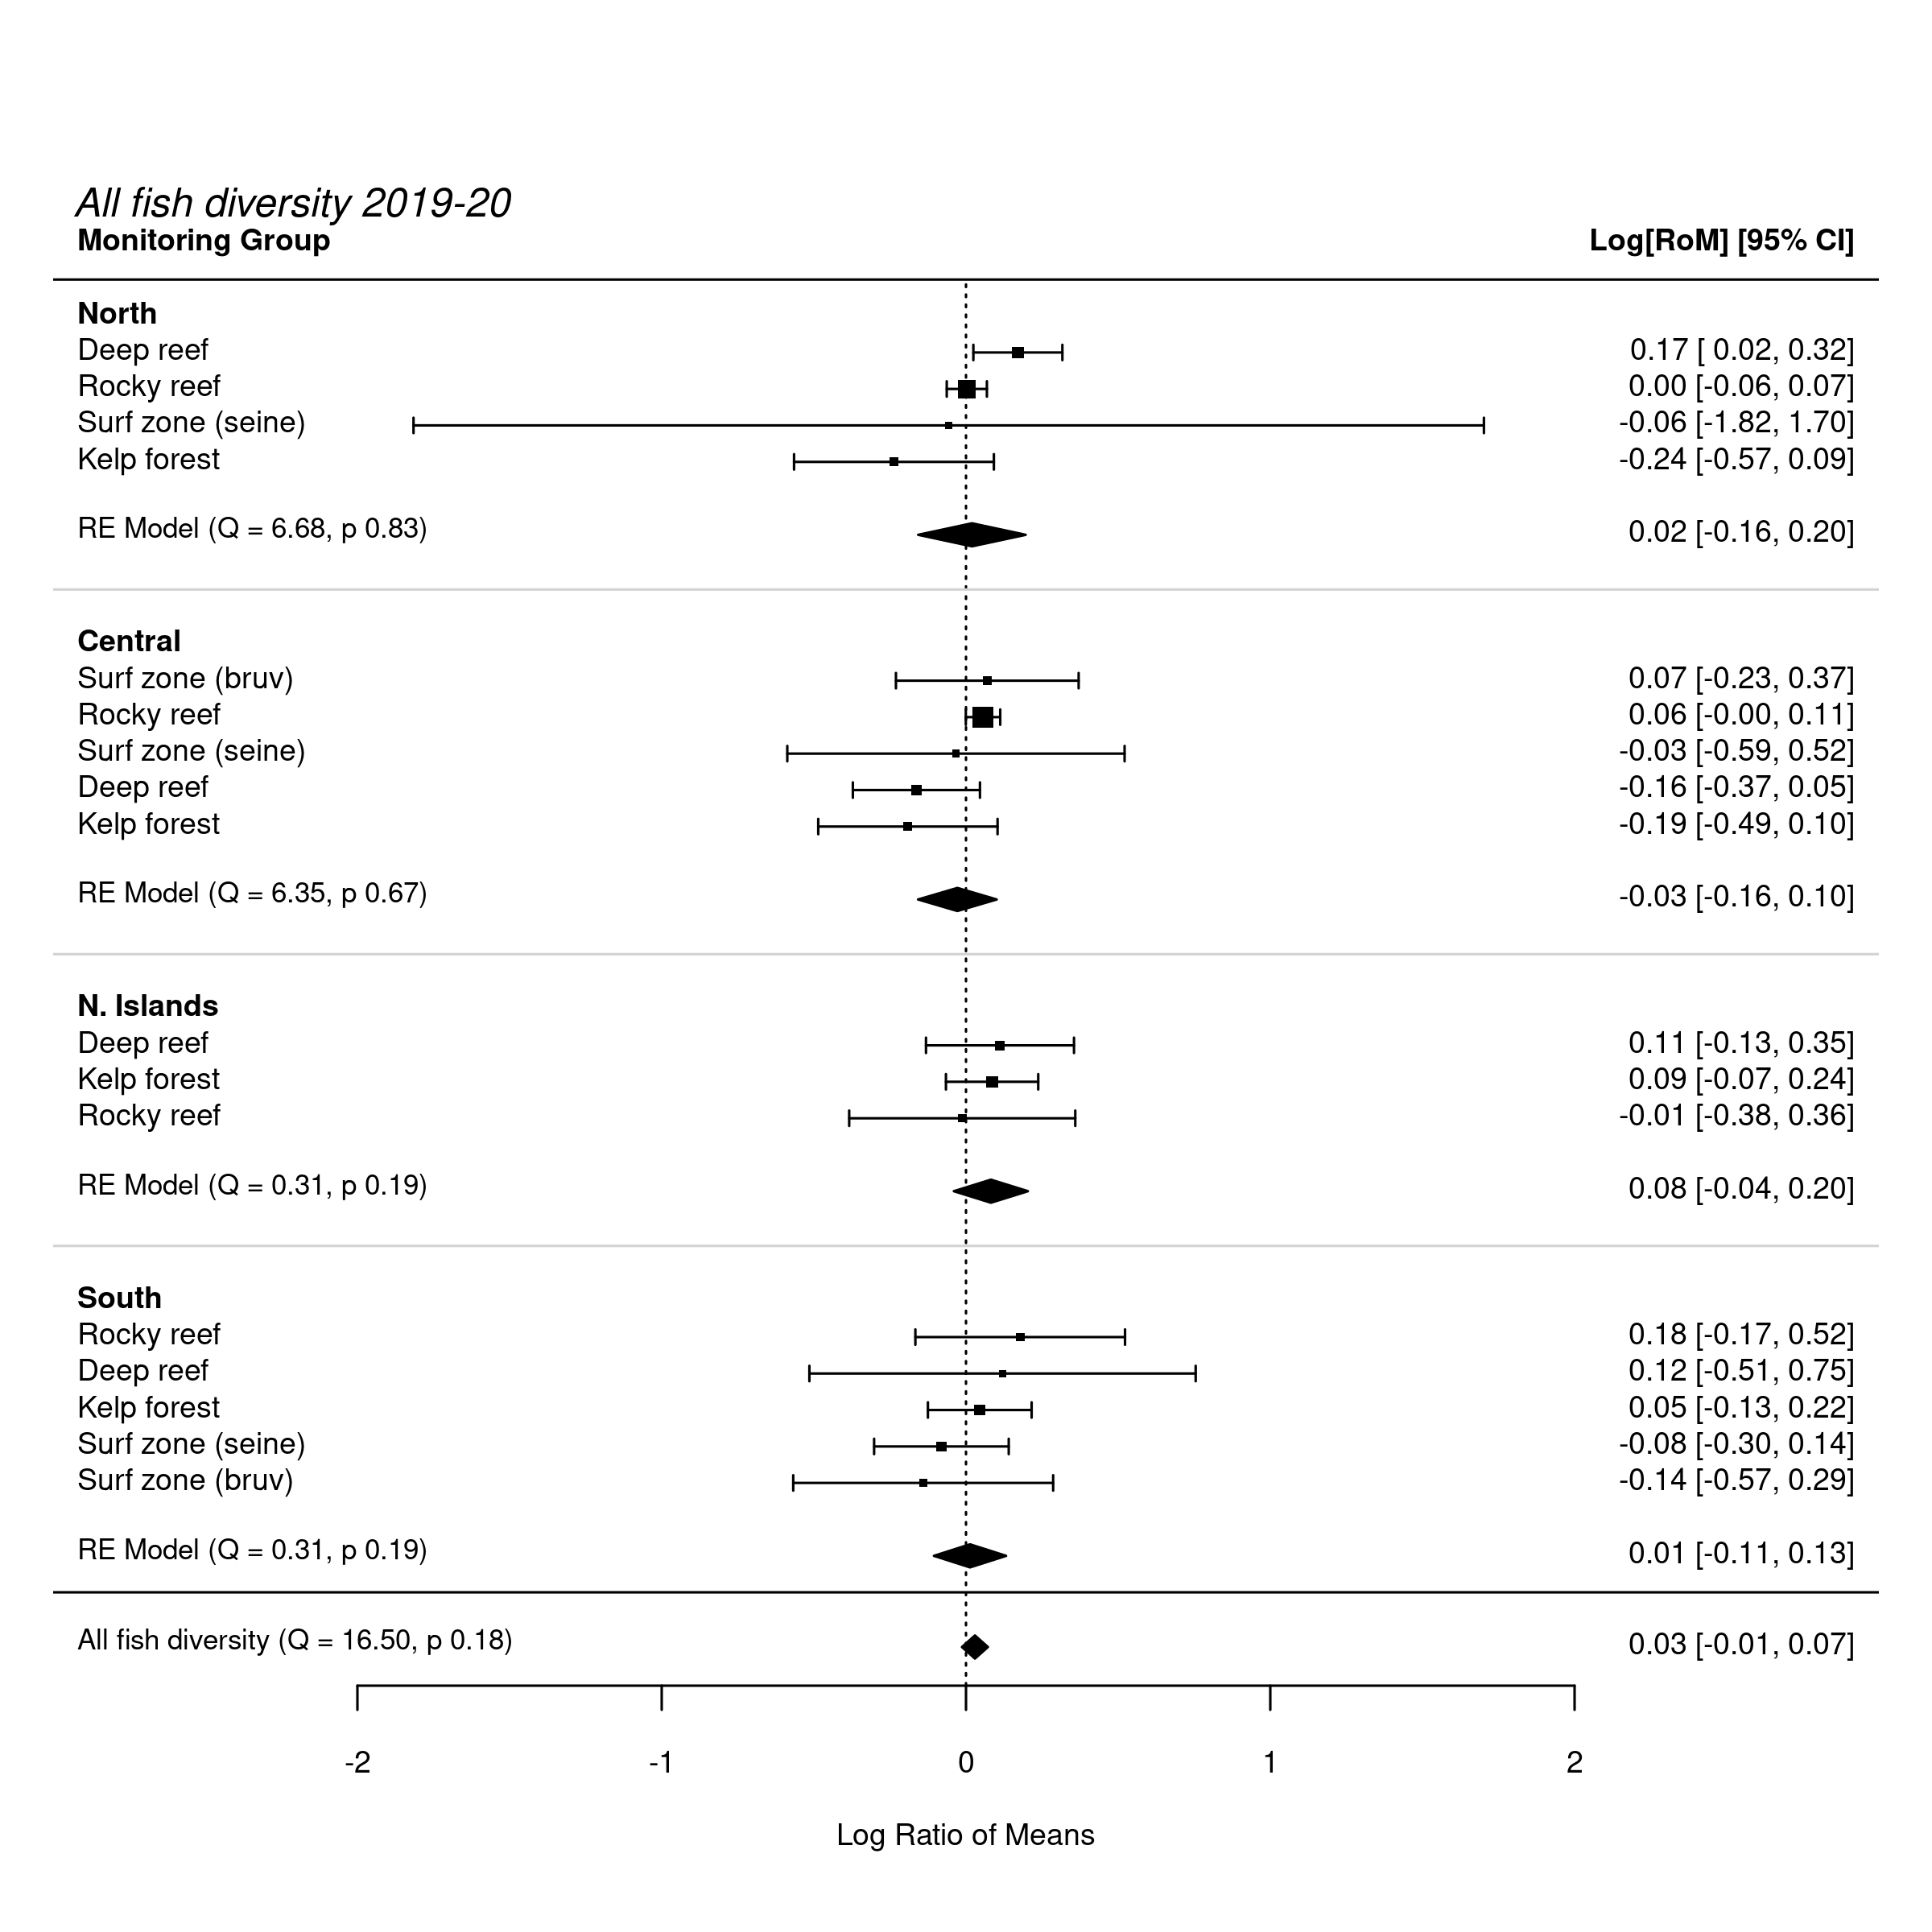 All fish diversity 2019-20
Monitoring Group Log[RoM] [95% CI]
North
Deep reef 0.17 [ 0.02, 0.32]
Rocky reef 0.00 [-0.06, 0.07]
Surf zone (seine) -0.06 [-1.82, 1.70]
Kelp forest -0.24 [-0.57, 0.09]
RE Model (Q = 6.68, p 0.83) 0.02 [-0.16, 0.20]
Central
Surf zone (bruv) 0.07 [-0.23, 0.37]
Rocky reef 0.06 [-0.00, 0.11]
Surf zone (seine) -0.03 [-0.59, 0.52]
Deep reef -0.16 [-0.37, 0.05]
Kelp forest -0.19 [-0.49, 0.10]
RE Model (Q = 6.35, p 0.67) -0.03 [-0.16, 0.10]
N. Islands
Deep reef 0.11 [-0.13, 0.35]
Kelp forest 0.09 [-0.07, 0.24]
Rocky reef -0.01 [-0.38, 0.36]
RE Model (Q = 0.31, p 0.19) 0.08 [-0.04, 0.20]
South
Rocky reef 0.18 [-0.17, 0.52]
Deep reef 0.12 [-0.51, 0.75]
Kelp forest 0.05 [-0.13, 0.22]
Surf zone (seine) -0.08 [-0.30, 0.14]
Surf zone (bruv) -0.14 [-0.57, 0.29]
RE Model (Q = 0.31, p 0.19) 0.01 [-0.11, 0.13]
All fish diversity (Q = 16.50, p 0.18) 0.03 [-0.01, 0.07]
-2 -1 0 1 2
Log Ratio of Means